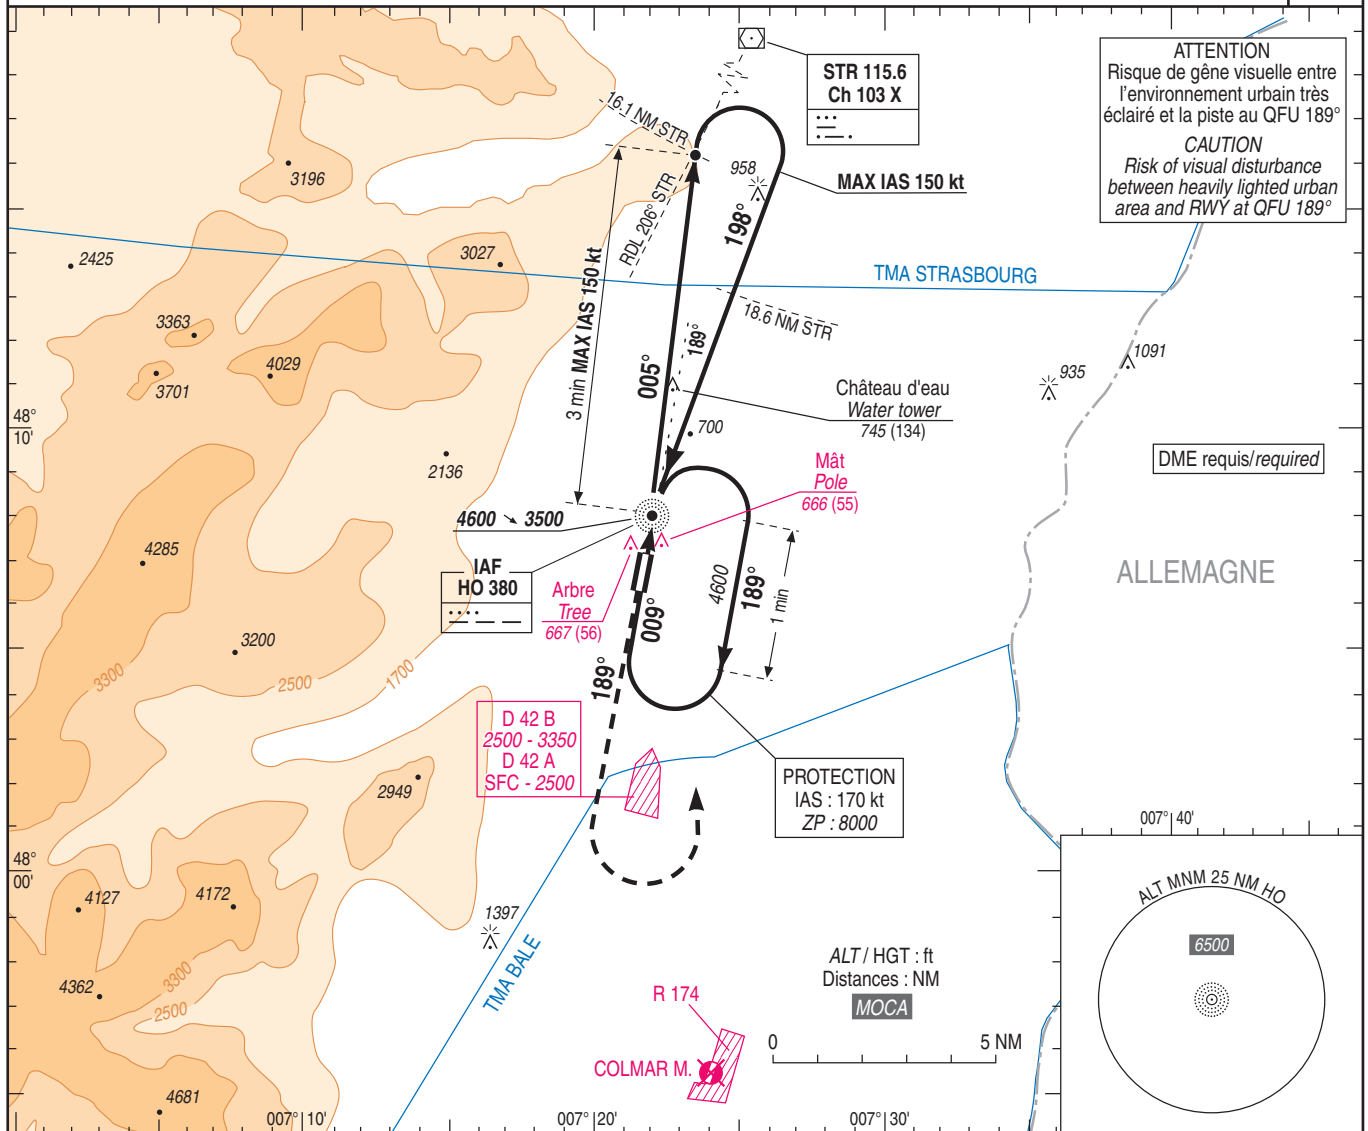 STR 115.6
Ch 103 X
ATTENTION
Risque de gêne visuelle entre
l'environnement urbain très
éclairé et la piste au QFU 189°
CAUTION
Risk of visual disturbance
between heavily lighted urban
area and RWY at QFU 189°
16.1 NM STR
958
MAX IAS 150 kt
3196
RDL 206° STR
198°
2425
3027
TMA STRASBOURG
3 min MAX IAS 150 kt
18.6 NM STR
3363
189°
005°
4029
3701
1091
935
Château d'eau
Water tower
745 (134)
48°
10'
700
2136
DME requis/required
Mât
Pole
666 (55)
4600 ➘ 3500
4285
IAF
HO 380
Arbre
Tree
667 (56)
009°
4600
189°
1 min
ALLEMAGNE
3200
3300
2500
1700
189°
D 42 B
2500 - 3350
D 42 A
SFC - 2500
2949
PROTECTION
IAS : 170 kt
ZP : 8000
007° 40'
48°
00'
4127
4172
1397
ALT MNM 25 NM HO
6500
TMA BALE
ALT / HGT : ft
Distances : NM
MOCA
4362
3300
2500
R 174
0
5 NM
COLMAR M.
4681
007° 10'
007° 20'
007° 30'